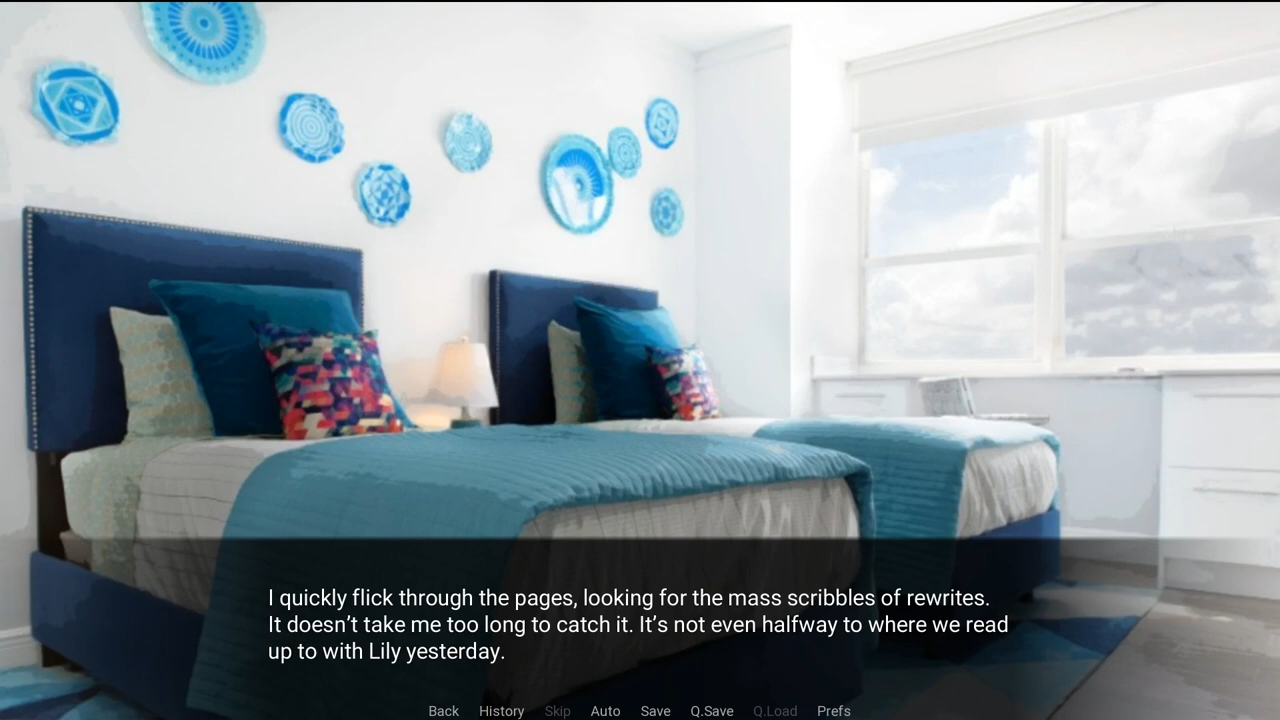 I quickly flick through the pages, looking for the mass scribbles of rewrites.
It doesn’t take me too long to catch it. It’s not even halfway to where we read
up to with Lily yesterday.
Back History Skip Auto Save Q.Save Q.Load Prefs